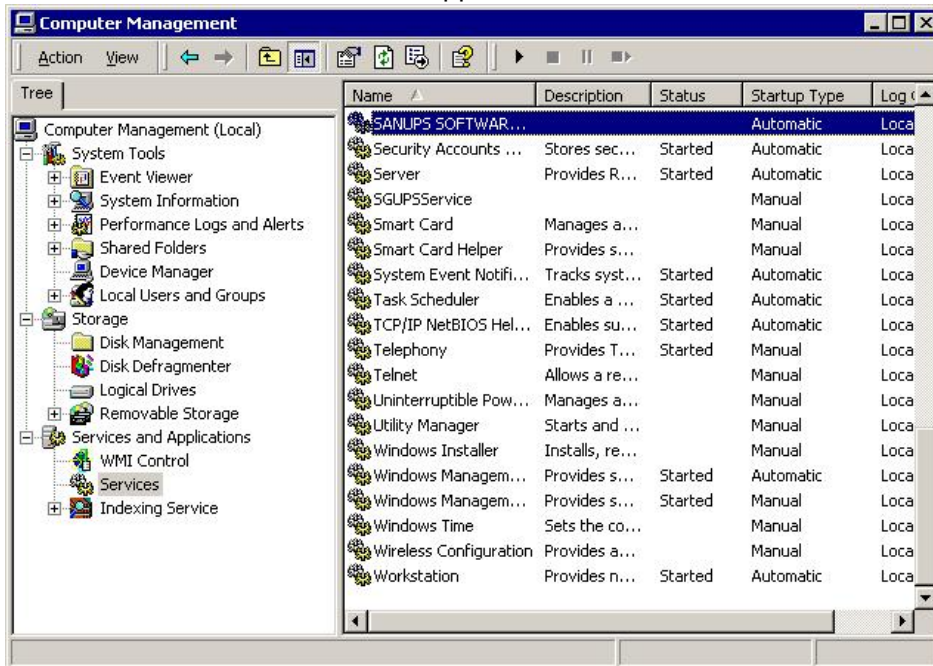 Computer Management
Action View
Tree
Name Description Status Startup Type Log
Computer Management (Local)
System Tools
Event Viewer
System Information
Performance Logs and Alerts
Shared Folders
Device Manager
Local Users and Groups
Storage
Disk Management
Disk Defragmenter
Logical Drives
Removable Storage
Services and Applications
WMI Control
Services
Indexing Service
SANUPS SOFTWAR... Automatic Loca
Security Accounts ... Stores sec... Started Automatic Loca
Server Provides R... Started Automatic Loca
SGUPSService Manual Loca
Smart Card Manages a... Manual Loca
Smart Card Helper Provides s... Manual Loca
System Event Notifi... Tracks syst... Started Automatic Loca
Task Scheduler Enables a ... Started Automatic Loca
TCP/IP NetBIOS Hel... Enables su... Started Automatic Loca
Telephony Provides T... Started Manual Loca
Telnet Allows a re... Manual Loca
Uninterruptible Pow... Manages a... Manual Loca
Utility Manager Starts and ... Manual Loca
Windows Installer Installs, re... Manual Loca
Windows Managem... Provides s... Started Automatic Loca
Windows Managem... Provides s... Started Manual Loca
Windows Time Sets the co... Manual Loca
Wireless Configuration Provides a... Manual Loca
Workstation Provides n... Started Automatic Loca